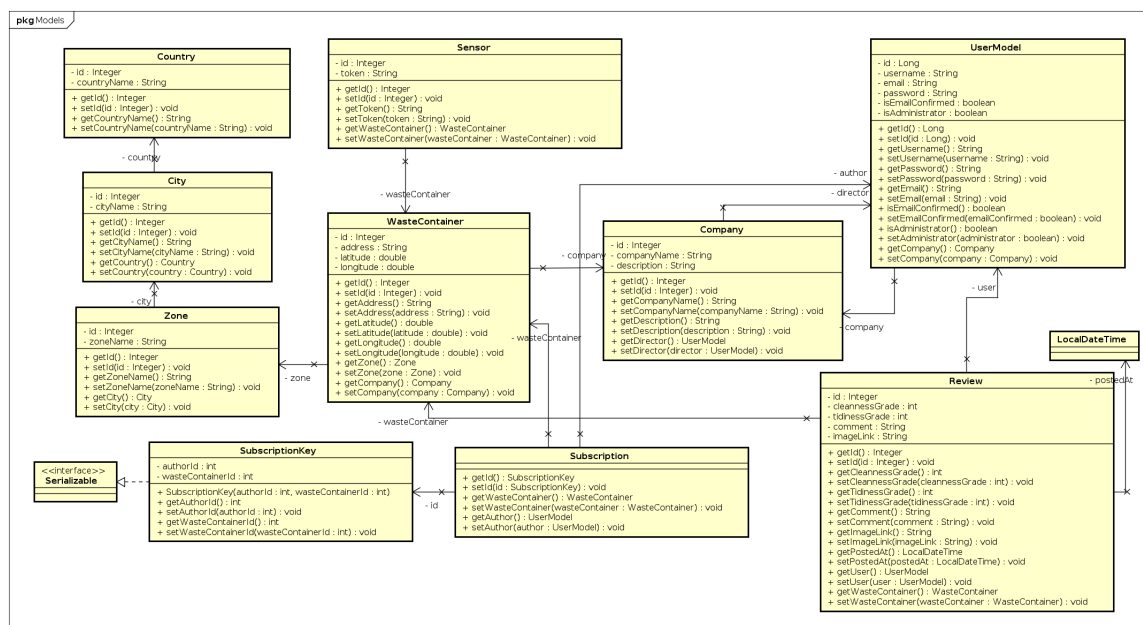 pkg Models
Country
- id : Integer
- countryName : String
+ getId() : Integer
+ setId(id : Integer) : void
+ getCountryName() : String
+ setCountryName(countryName : String) : void
- country
City
- id : Integer
- cityName : String
+ getId() : Integer
+ setId(id : Integer) : void
+ getCityName() : String
+ setCityName(cityName : String) : void
+ getCountry() : Country
+ setCountry(country : Country) : void
- city
Zone
- id : Integer
- zoneName : String
+ getId() : Integer
+ setId(id : Integer) : void
+ getZoneName() : String
+ setZoneName(zoneName : String) : void
+ getCity() : City
+ setCity(city : City) : void
- zone
Sensor
- id : Integer
- token : String
+ getId() : Integer
+ setId(id : Integer) : void
+ getToken() : String
+ setToken(token : String) : void
+ getWasteContainer() : WasteContainer
+ setWasteContainer(wasteContainer : WasteContainer) : void
- wasteContainer
WasteContainer
- id : Integer
- address : String
- latitude : double
- longitude : double
+ getId() : Integer
+ setId(id : Integer) : void
+ getAddress() : String
+ setAddress(address : String) : void
+ getLatitude() : double
+ setLatitude(latitude : double) : void
+ getLongitude() : double
+ setLongitude(longitude : double) : void
+ getZone() : Zone
+ setZone(zone : Zone) : void
+ getCompany() : Company
+ setCompany(company : Company) : void
- company
- wasteContainer
- wasteContainer
Company
- id : Integer
- companyName : String
- description : String
+ getId() : Integer
+ setId(id : Integer) : void
+ getCompanyName() : String
+ setCompanyName(companyName : String) : void
+ getDescription() : String
+ setDescription(description : String) : void
+ getDirector() : UserModel
+ setDirector(director : UserModel) : void
- author
- director
UserModel
- id : Long
- username : String
- email : String
- password : String
- isEmailConfirmed : boolean
- isAdministrator : boolean
+ getId() : Long
+ setId(id : Long) : void
+ getUsername() : String
+ setUsername(username : String) : void
+ getPassword() : String
+ setPassword(password : String) : void
+ getEmail() : String
+ setEmail(email : String) : void
+ isEmailConfirmed() : boolean
+ setEmailConfirmed(emailConfirmed : boolean) : void
+ isAdministrator() : boolean
+ setAdministrator(administrator : boolean) : void
+ getCompany() : Company
+ setCompany(company : Company) : void
- user
- company
LocalDateTime
- postedAt
Review
- id : Integer
- cleannessGrade : int
- tidinessGrade : int
- comment : String
- imageLink : String
+ getId() : Integer
+ setId(id : Integer) : void
+ getCleannessGrade() : int
+ setCleannessGrade(cleannessGrade : int) : void
+ getTidinessGrade() : int
+ setTidinessGrade(tidinessGrade : int) : void
+ getComment() : String
+ setComment(comment : String) : void
+ getImageLink() : String
+ setImageLink(imageLink : String) : void
+ getPostedAt() : LocalDateTime
+ setPostedAt(postedAt : LocalDateTime) : void
+ getUser() : UserModel
+ setUser(user : UserModel) : void
+ getWasteContainer() : WasteContainer
+ setWasteContainer(wasteContainer : WasteContainer) : void
<<interface>>
Serializable
SubscriptionKey
- authorId : int
- wasteContainerId : int
+ SubscriptionKey(authorId : int, wasteContainerId : int)
+ getAuthorId() : int
+ setAuthorId(authorId : int) : void
+ getWasteContainerId() : int
+ setWasteContainerId(wasteContainerId : int) : void
- id
Subscription
+ getId() : SubscriptionKey
+ setId(id : SubscriptionKey) : void
+ getWasteContainer() : WasteContainer
+ setWasteContainer(wasteContainer : WasteContainer) : void
+ getAuthor() : UserModel
+ setAuthor(author : UserModel) : void